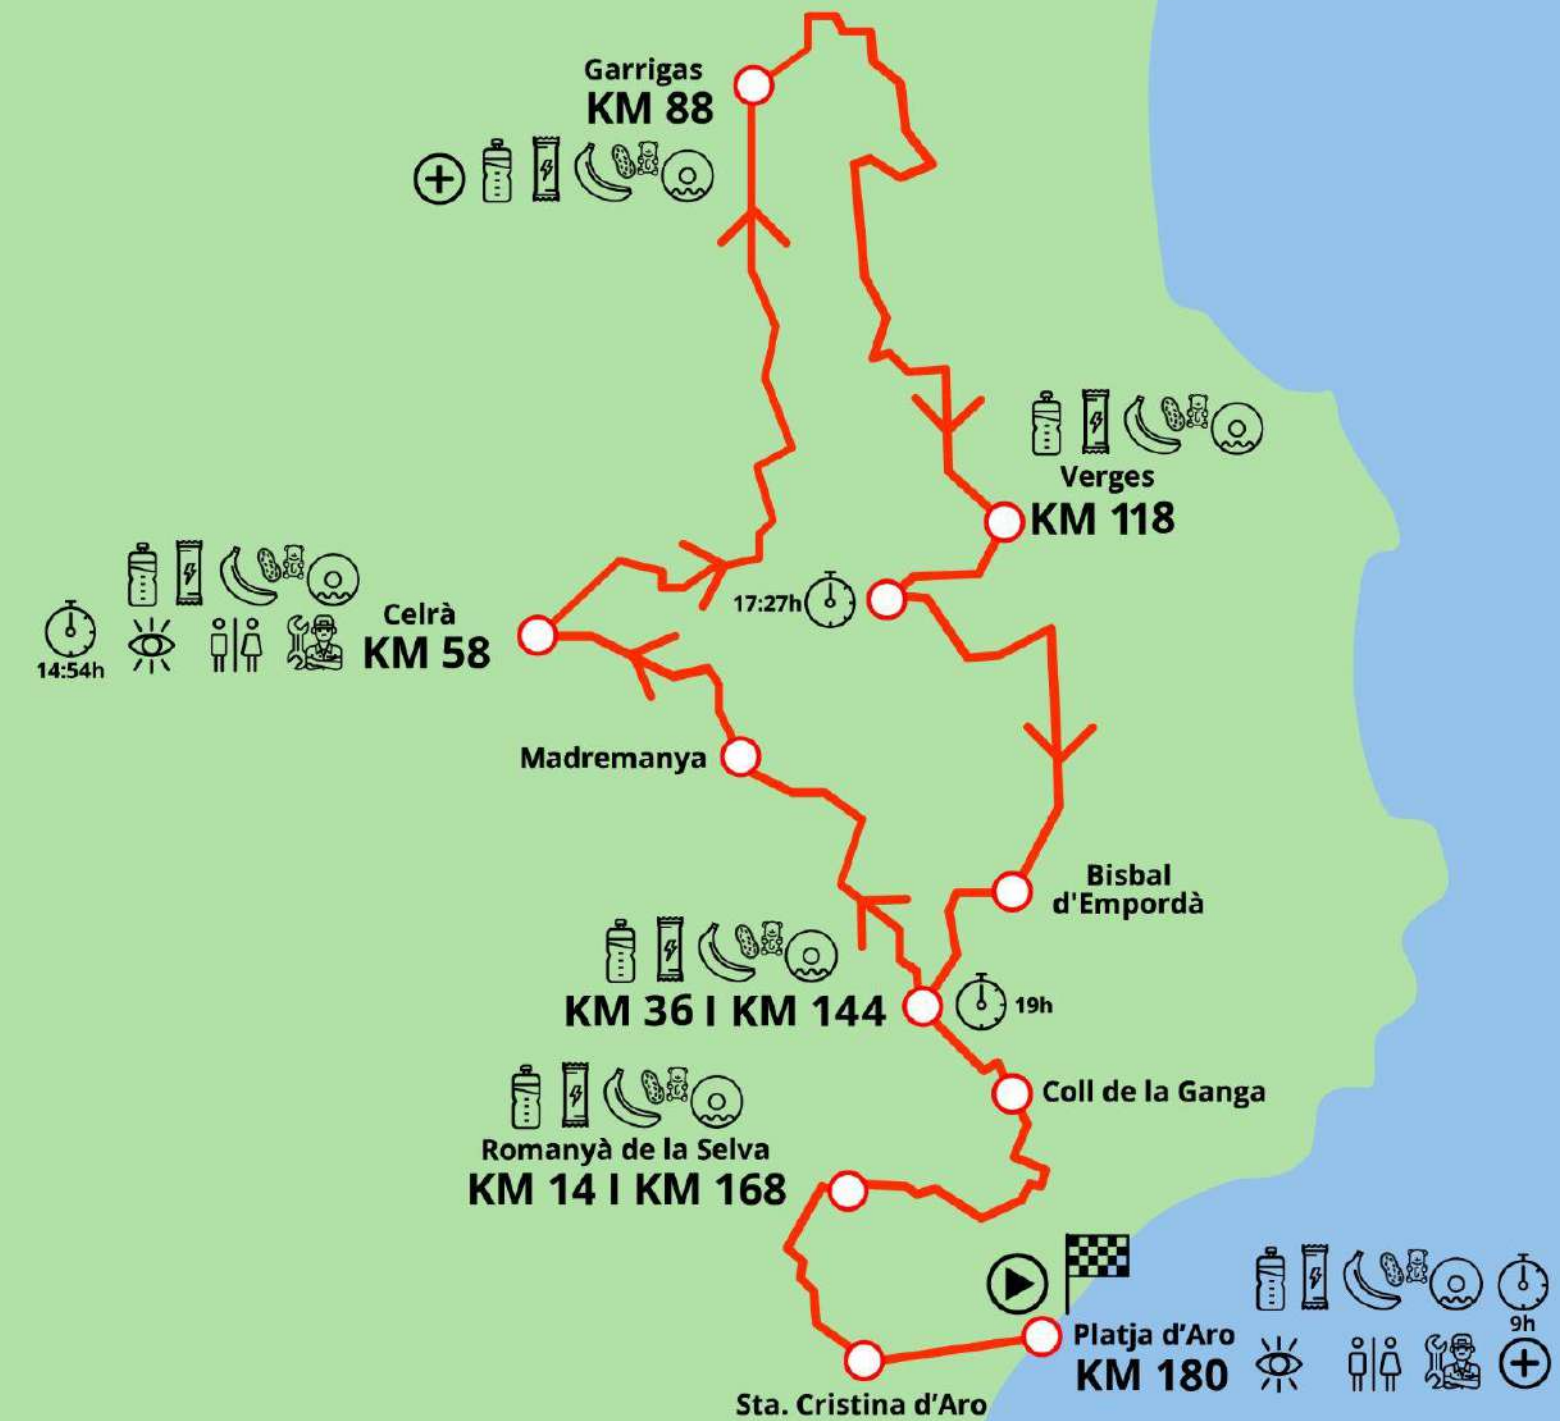 Garrigas
KM 88
Verges
KM 118
17:27h
Celrà
KM 58
14:54h
Madremanya
Bisbal
d'Empordà
KM 36 I KM 144
19h
Coll de la Ganga
Romanyà de la Selva
KM 14 I KM 168
Platja d’Aro
KM 180
9h
Sta. Cristina d’Aro